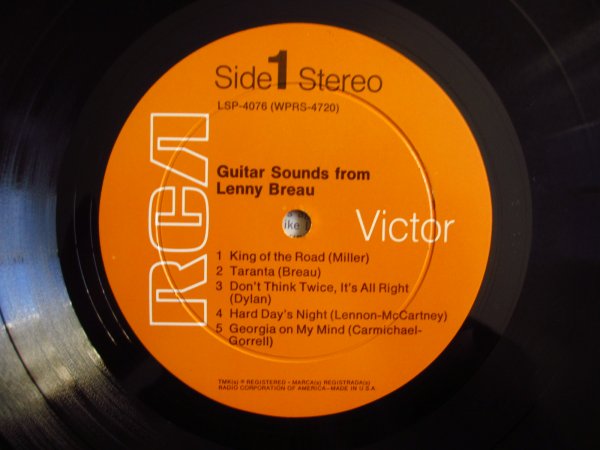 Side 1 Stereo
LSP-4076 (WPRS-4720)
RCA
Guitar Sounds from
Lenny Breau
ike
Victor
1 King of the Road (Miller)
2 Taranta (Breau)
3 Don't Think Twice, It's All Right
(Dylan)
4 Hard Day's Night (Lennon-McCartney)
5 Georgia on My Mind (Carmichael-
Gorrell)
TMK(s) ® REGISTERED • MARCA(s) REGISTRADA(s)
RADIO CORPORATION OF AMERICA—MADE IN U.S.A.